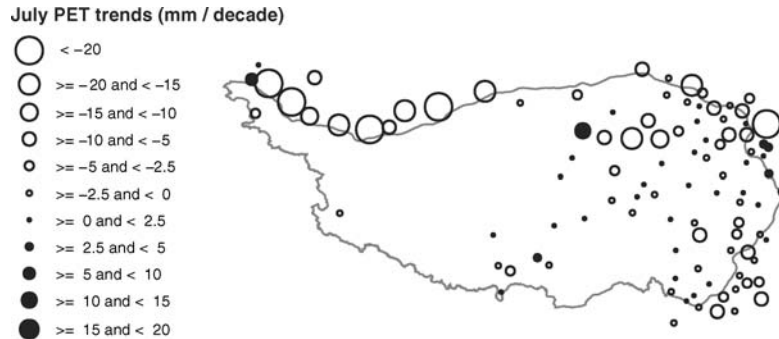 July PET trends (mm / decade)
< −20
>= −20 and < −15
>= −15 and < −10
>= −10 and < −5
>= −5 and < −2.5
>= −2.5 and < 0
>= 0 and < 2.5
>= 2.5 and < 5
>= 5 and < 10
>= 10 and < 15
>= 15 and < 20